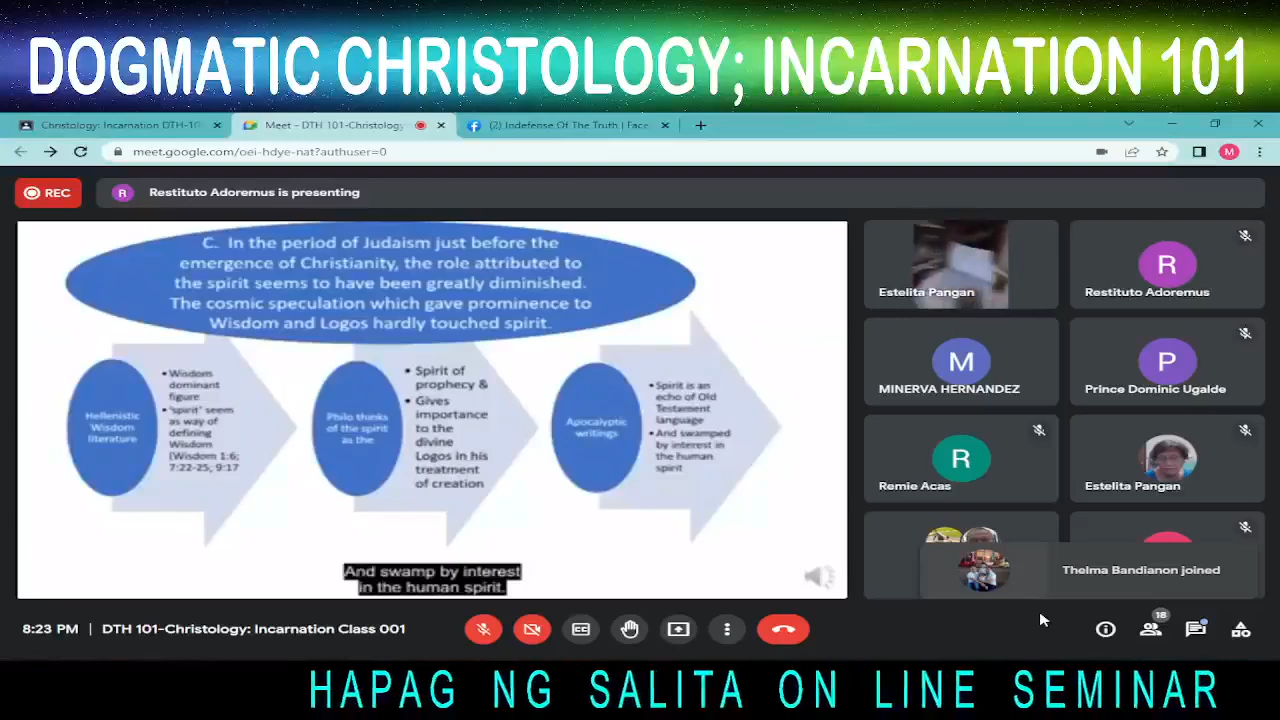 DOGMATIC CHRISTOLOGY; INCARNATION 101
Christology: Incarnation DTH-10
Meet - DTH 101-Christology
(2) Indefense Of The Truth | Face
meet.google.com/oei-hdye-nat?authuser=0
M
REC
R
Restituto Adoremus is presenting
C. In the period of Judaism just before the
emergence of Christianity, the role attributed to
the spirit seems to have been greatly diminished.
The cosmic speculation which gave prominence to
Wisdom and Logos hardly touched spirit.
Hellenistic
Wisdom
literature
• Wisdom
dominant
figure
• "spirit" seem
as way of
defining
Wisdom
(Wisdom 1:6;
7:22-25; 9:17
Philo thinks
of the spirit
as the
• Spirit of
prophecy &
• Gives
importance
to the
divine
Logos in his
treatment
of creation
Apocalyptic
writings
• Spirit is an
echo of Old
Testament
language
• And swamped
by interest in
the human
spirit
And swamp by interest
in the human spirit.
Estelita Pangan
R
Restituto Adoremus
M
MINERVA HERNANDEZ
P
Prince Dominic Ugalde
R
Remie Acas
Estelita Pangan
Thelma Bandianon joined
8:23 PM | DTH 101-Christology: Incarnation Class 001
18
HAPAG NG SALITA ON LINE SEMINAR